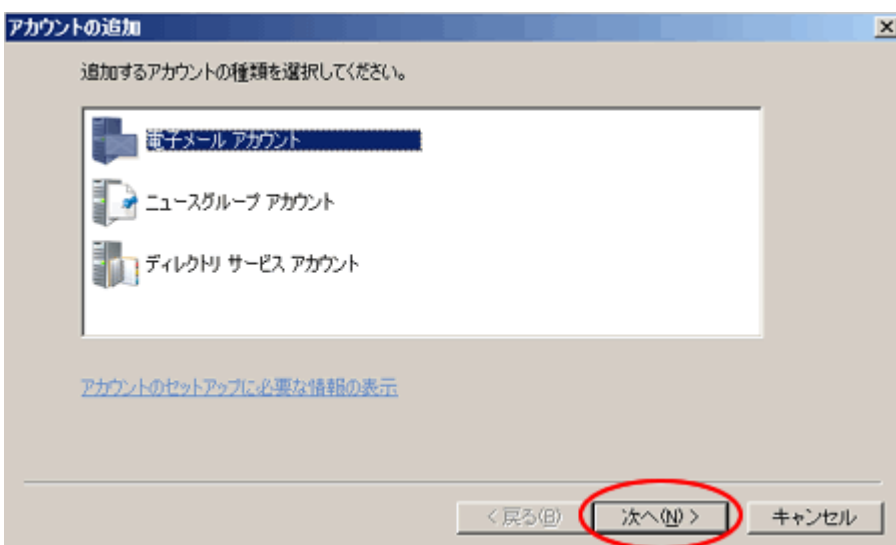 アカウントの追加
追加するアカウントの種類を選択してください。
電子メール アカウント
ニュースグループ アカウント
ディレクトリ サービス アカウント
アカウントのセットアップに必要な情報の表示
< 戻る(B) 次へ(N) > キャンセル